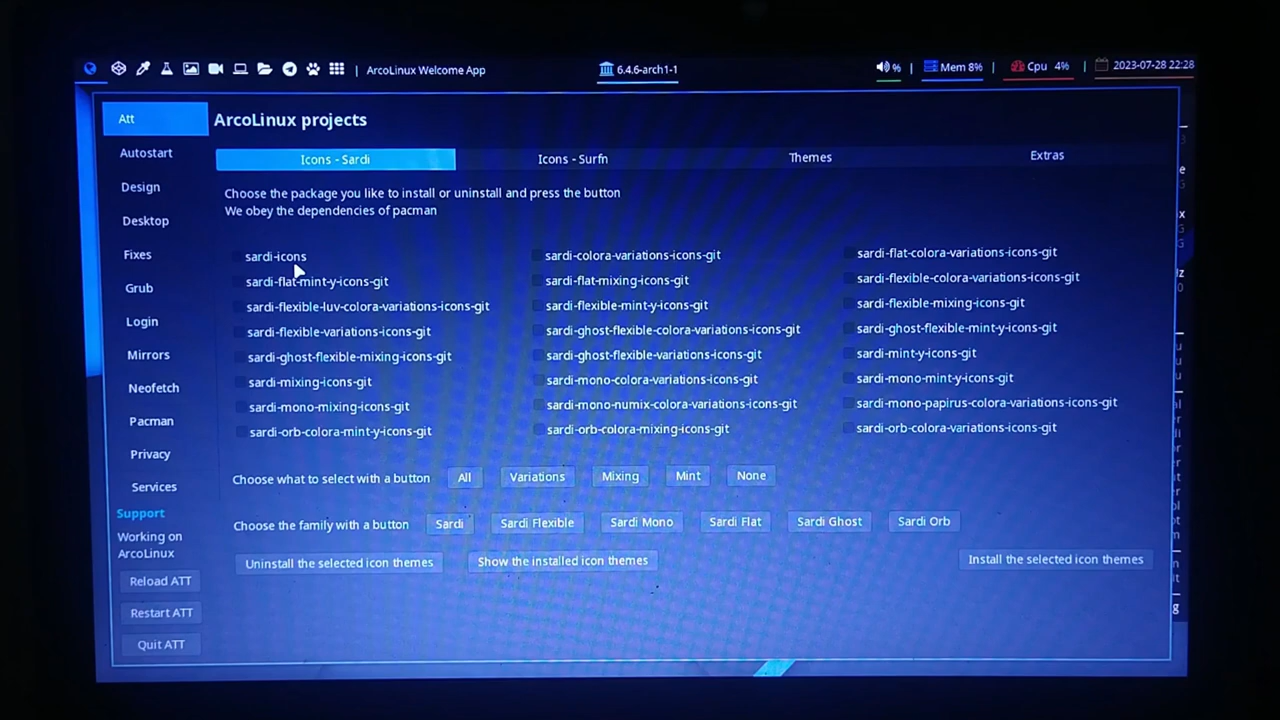 ArcoLinux Welcome App
6.4.6-arch1-1
%
Mem 8%
Cpu 4%
2023-07-28 22:28
Att
Autostart
Design
Desktop
Fixes
Grub
Login
Mirrors
Neofetch
Pacman
Privacy
Services
Support
Working on
ArcoLinux
Reload ATT
Restart ATT
Quit ATT
ArcoLinux projects
Icons - Sardi
Icons - Surfn
Themes
Extras
Choose the package you like to install or uninstall and press the button
We obey the dependencies of pacman
sardi-icons
sardi-colora-variations-icons-git
sardi-flat-colora-variations-icons-git
sardi-flat-mint-y-icons-git
sardi-flat-mixing-icons-git
sardi-flexible-colora-variations-icons-git
sardi-flexible-luv-colora-variations-icons-git
sardi-flexible-mint-y-icons-git
sardi-flexible-mixing-icons-git
sardi-flexible-variations-icons-git
sardi-ghost-flexible-colora-variations-icons-git
sardi-ghost-flexible-mint-y-icons-git
sardi-ghost-flexible-mixing-icons-git
sardi-ghost-flexible-variations-icons-git
sardi-mint-y-icons-git
sardi-mixing-icons-git
sardi-mono-colora-variations-icons-git
sardi-mono-mint-y-icons-git
sardi-mono-mixing-icons-git
sardi-mono-numix-colora-variations-icons-git
sardi-mono-papirus-colora-variations-icons-git
sardi-orb-colora-mint-y-icons-git
sardi-orb-colora-mixing-icons-git
sardi-orb-colora-variations-icons-git
Choose what to select with a button
All
Variations
Mixing
Mint
None
Choose the family with a button
Sardi
Sardi Flexible
Sardi Mono
Sardi Flat
Sardi Ghost
Sardi Orb
Uninstall the selected icon themes
Show the installed icon themes
Install the selected icon themes